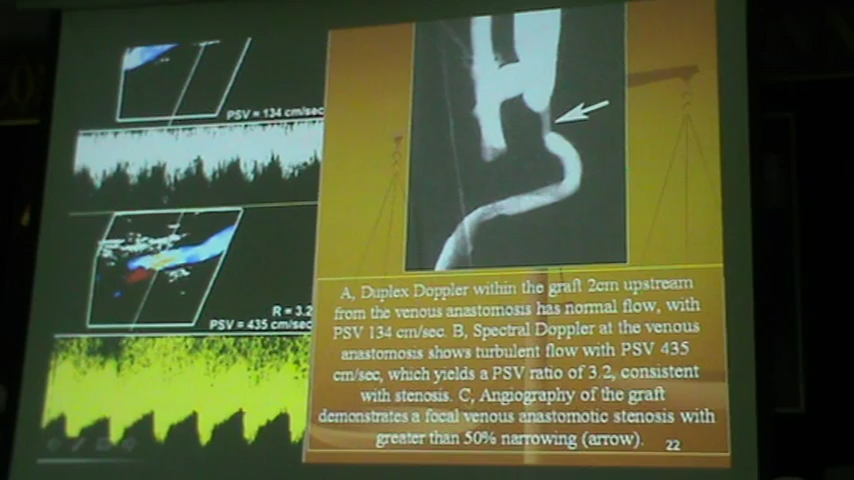 PSV = 134 cm/sec
R = 3.2
PSV = 435 cm/sec
A, Duplex Doppler within the graft 2cm upstream
from the venous anastomosis has normal flow, with
PSV 134 cm/sec. B, Spectral Doppler at the venous
anastomosis shows turbulent flow with PSV 435
cm/sec, which yields a PSV ratio of 3.2, consistent
with stenosis. C, Angiography of the graft
demonstrates a focal venous anastomotic stenosis with
greater than 50% narrowing (arrow).
22